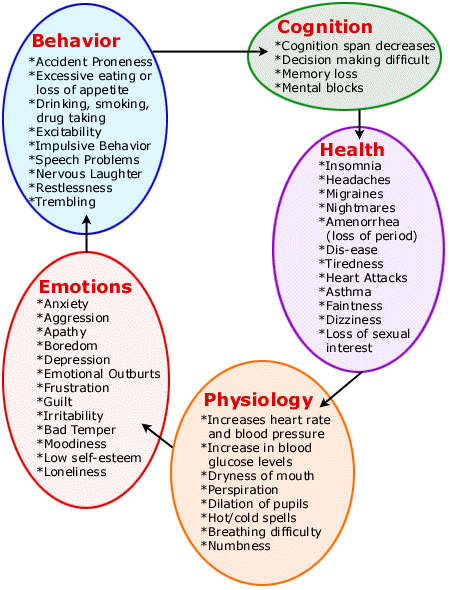 Behavior
*Accident Proneness
*Excessive eating or
loss of appetite
*Drinking, smoking,
drug taking
*Excitability
*Impulsive Behavior
*Speech Problems
*Nervous Laughter
*Restlessness
*Trembling
Cognition
*Cognition span decreases
*Decision making difficult
*Memory loss
*Mental blocks
Health
*Insomnia
*Headaches
*Migraines
*Nightmares
*Amenorrhea
(loss of period)
*Dis-ease
*Tiredness
*Heart Attacks
*Asthma
*Faintness
*Dizziness
*Loss of sexual
interest
Physiology
*Increases heart rate
and blood pressure
*Increase in blood
glucose levels
*Dryness of mouth
*Perspiration
*Dilation of pupils
*Hot/cold spells
*Breathing difficulty
*Numbness
Emotions
*Anxiety
*Aggression
*Apathy
*Boredom
*Depression
*Emotional Outburts
*Frustration
*Guilt
*Irritability
*Bad Temper
*Moodiness
*Low self-esteem
*Loneliness